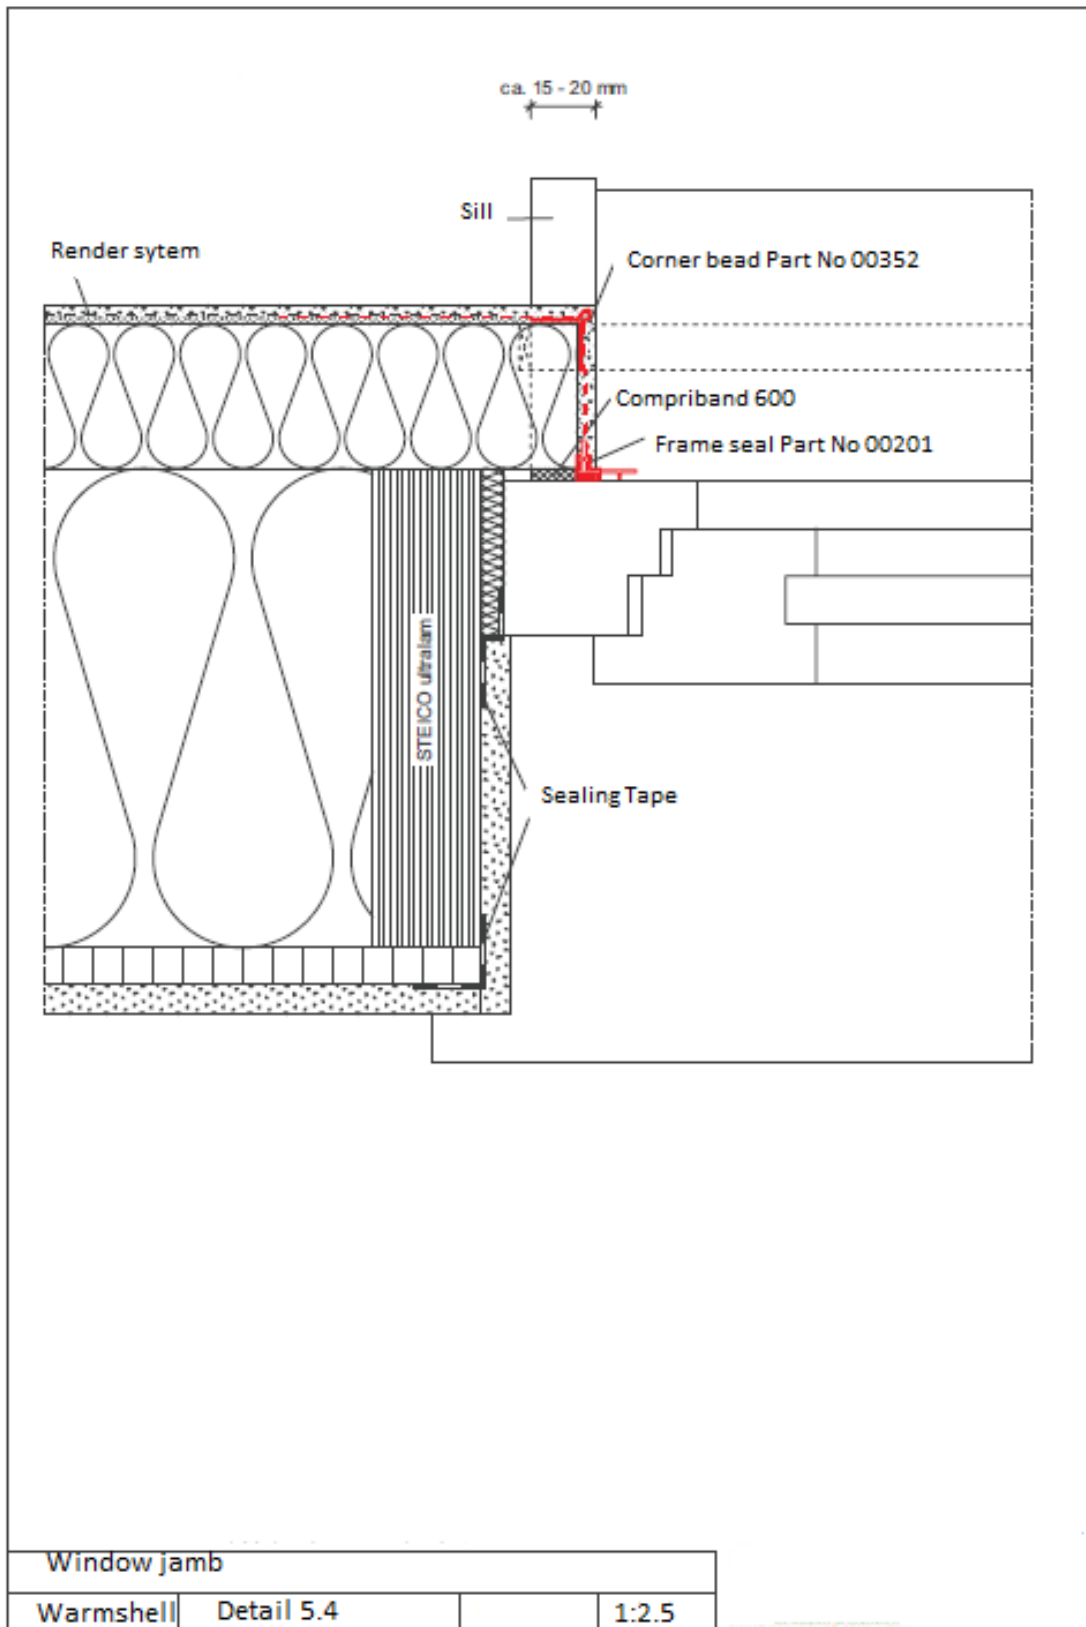 ca. 15 - 20 mm
Sill
Render sytem
Corner bead Part No 00352
Compriband 600
Frame seal Part No 00201
STEICO ultralam
Sealing Tape
Window jamb
Warmshell
Detail 5.4
1:2.5